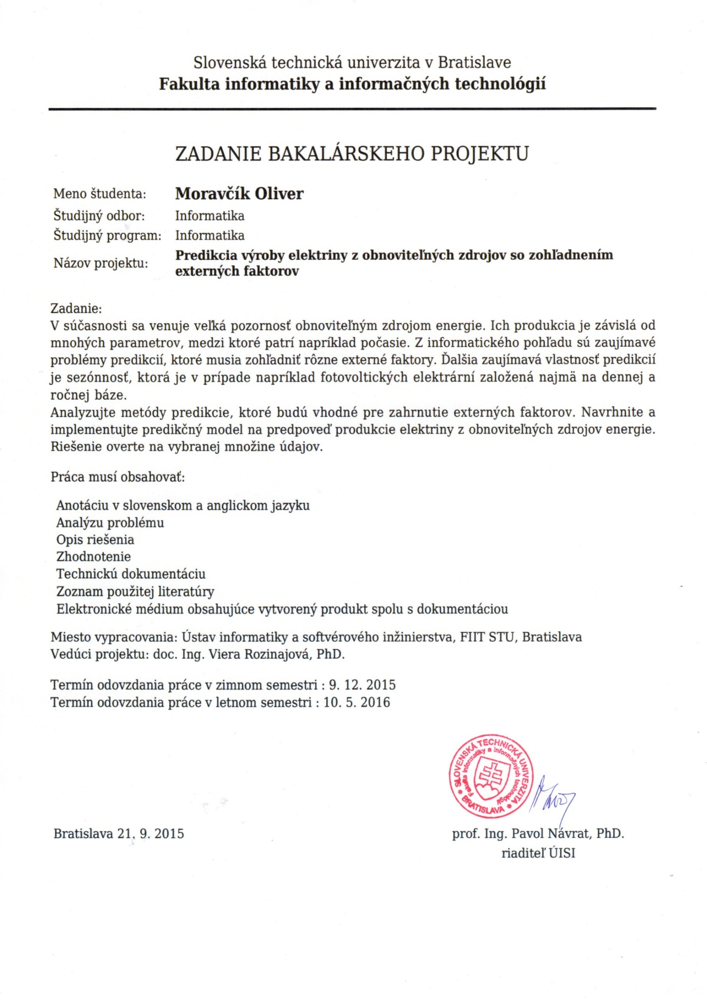 Slovenská technická univerzita v Bratislave
Fakulta informatiky a informačných technológií
ZADANIE BAKALÁRSKEHO PROJEKTU
Meno študenta: Moravčík Oliver
Študijný odbor: Informatika
Študijný program: Informatika
Názov projektu: Predikcia výroby elektriny z obnoviteľných zdrojov so zohľadnením
externých faktorov
Zadanie:
V súčasnosti sa venuje veľká pozornosť obnoviteľným zdrojom energie. Ich produkcia je závislá od
mnohých parametrov, medzi ktoré patrí napríklad počasie. Z informatického pohľadu sú zaujímavé
problémy predikcií, ktoré musia zohľadniť rôzne externé faktory. Ďalšia zaujímavá vlastnosť predikcií
je sezónnosť, ktorá je v prípade napríklad fotovoltických elektrární založená najmä na dennej a
ročnej báze.
Analyzujte metódy predikcie, ktoré budú vhodné pre zahrnutie externých faktorov. Navrhnite a
implementujte predikčný model na predpoveď produkcie elektriny z obnoviteľných zdrojov energie.
Riešenie overte na vybranej množine údajov.
Práca musí obsahovať:
Anotáciu v slovenskom a anglickom jazyku
Analýzu problému
Opis riešenia
Zhodnotenie
Technickú dokumentáciu
Zoznam použitej literatúry
Elektronické médium obsahujúce vytvorený produkt spolu s dokumentáciou
Miesto vypracovania: Ústav informatiky a softvérového inžinierstva, FIIT STU, Bratislava
Vedúci projektu: doc. Ing. Viera Rozinajová, PhD.
Termín odovzdania práce v zimnom semestri : 9. 12. 2015
Termín odovzdania práce v letnom semestri : 10. 5. 2016
SLOVENSKÁ TECHNICKÁ UNIVERZITA
Fakulta informatiky a informačných technológií
* BRATISLAVA *
Bratislava 21. 9. 2015
prof. Ing. Pavol Návrat, PhD.
riaditeľ ÚISI